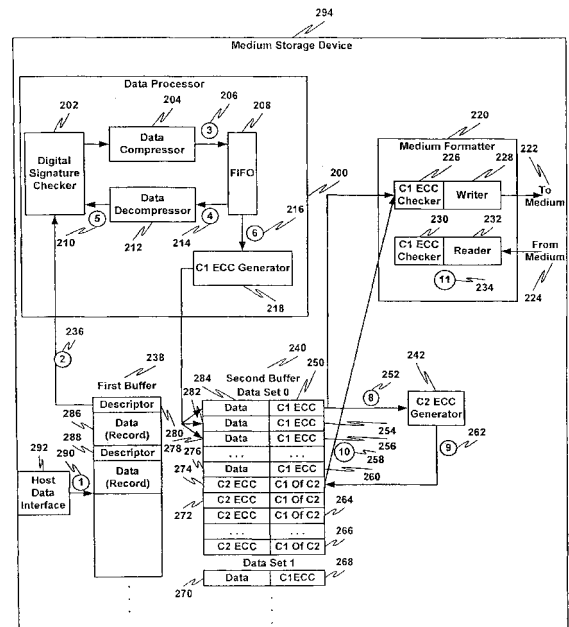 294
Medium Storage Device
Data Processor
202
204
206
208
220
Data Compressor
3
FIFO
Digital Signature Checker
Medium Formatter
226
228
222
C1 ECC Checker
Writer
To Medium
200
5
Data Decompressor
4
216
210
212
214
6
230
232
C1 ECC Checker
Reader
From Medium
C1 ECC Generator
218
11
234
224
236
2
238
240
250
252
242
First Buffer
Second Buffer
284
Data Set 0
282
Descriptor
Data
C1 ECC
8
C2 ECC Generator
286
Data (Record)
280
Data
C1 ECC
254
278
Data
C1 ECC
256
9
262
288
Descriptor
276
. . .
. . .
10
258
292
290
Data (Record)
274
Data
C1 ECC
260
Host Data Interface
1
C2 ECC
C1 Of C2
272
C2 ECC
C1 Of C2
264
C2 ECC
C1 Of C2
. . .
. . .
266
C2 ECC
C1 Of C2
Data Set 1
268
270
Data
C1ECC